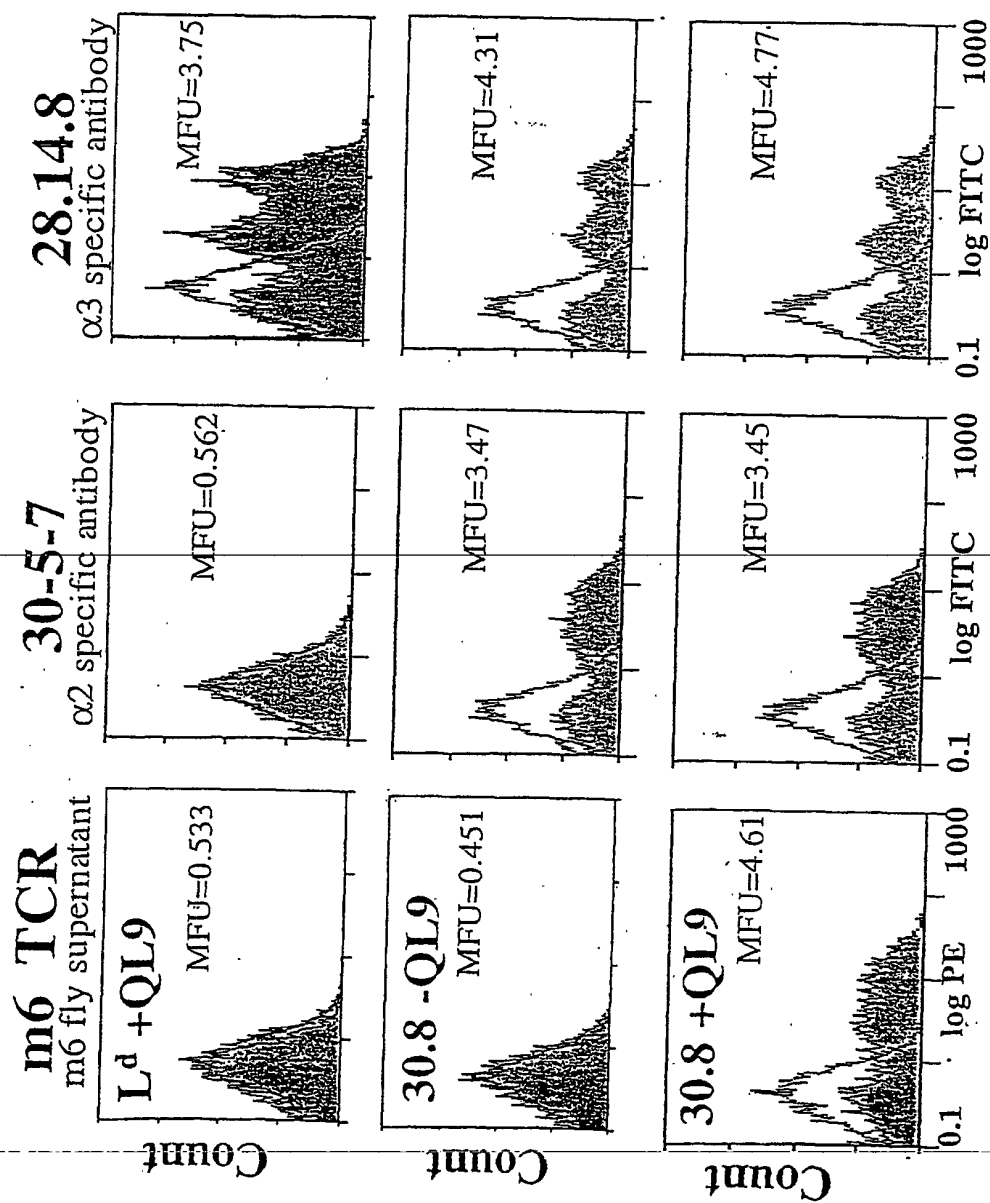 m6 TCR
m6 fly supernatant
30-5-7
α2 specific antibody
28.14.8
α3 specific antibody
Count
L^d +QL9
MFU=0.533
MFU=0.562
MFU=3.75
Count
30.8 -QL9
MFU=0.451
MFU=3.47
MFU=4.31
Count
30.8 +QL9
MFU=4.61
MFU=3.45
MFU=4.77
0.1 log PE 1000
0.1 log FITC 1000
0.1 log FITC 1000